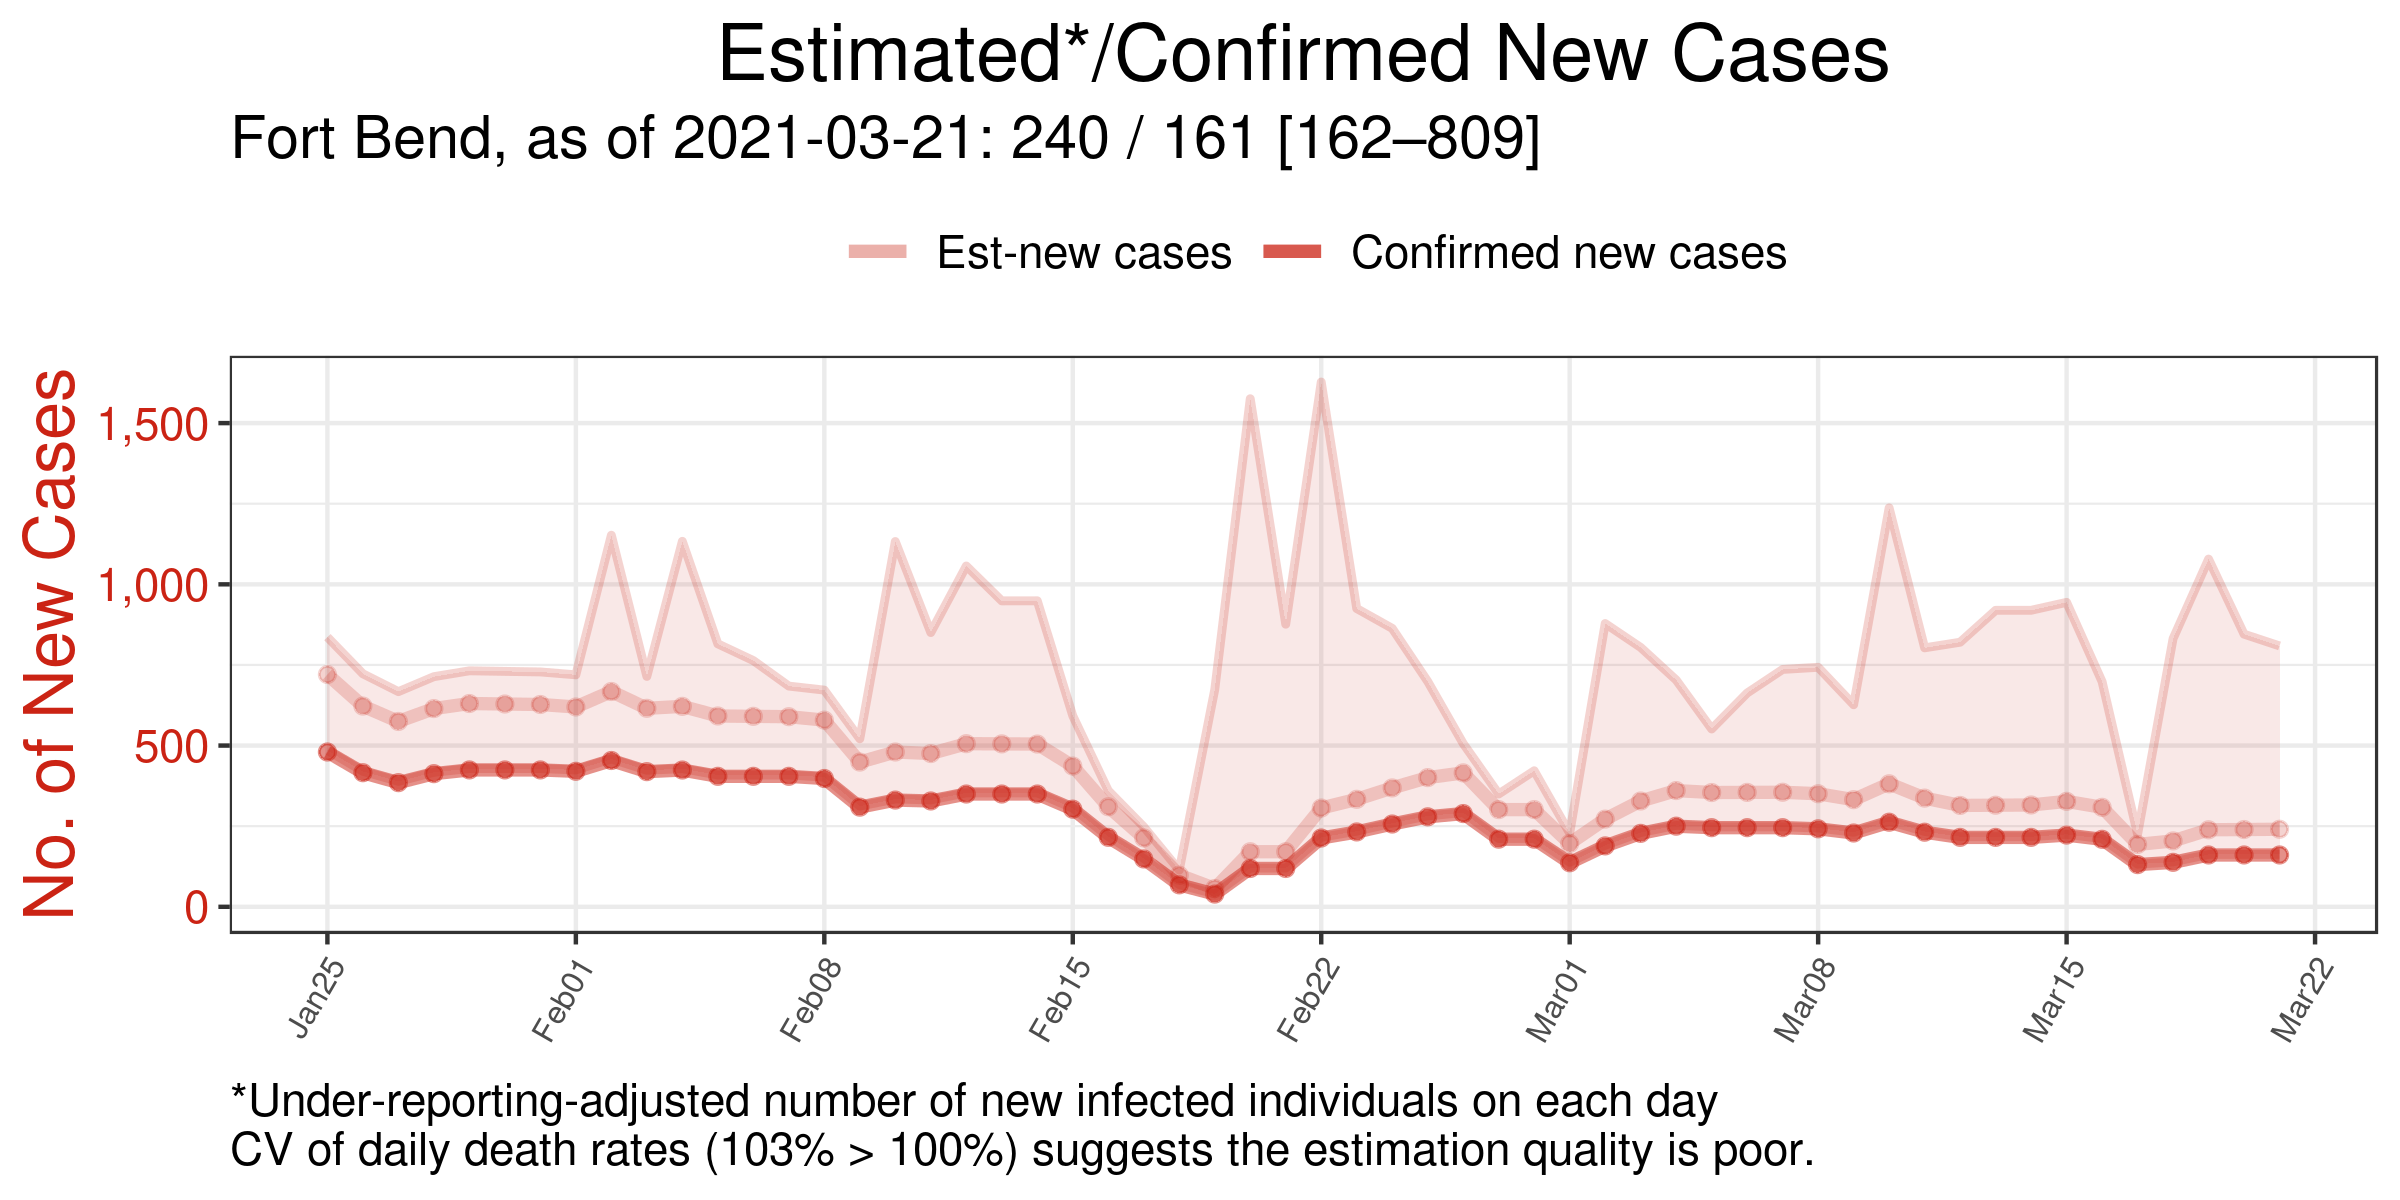 Estimated*/Confirmed New Cases
Fort Bend, as of 2021-03-21: 240 / 161 [162–809]
Est-new cases
Confirmed new cases
No. of New Cases
1,500
1,000
500
0
Jan25
Feb01
Feb08
Feb15
Feb22
Mar01
Mar08
Mar15
Mar22
*Under-reporting-adjusted number of new infected individuals on each day
CV of daily death rates (103% > 100%) suggests the estimation quality is poor.